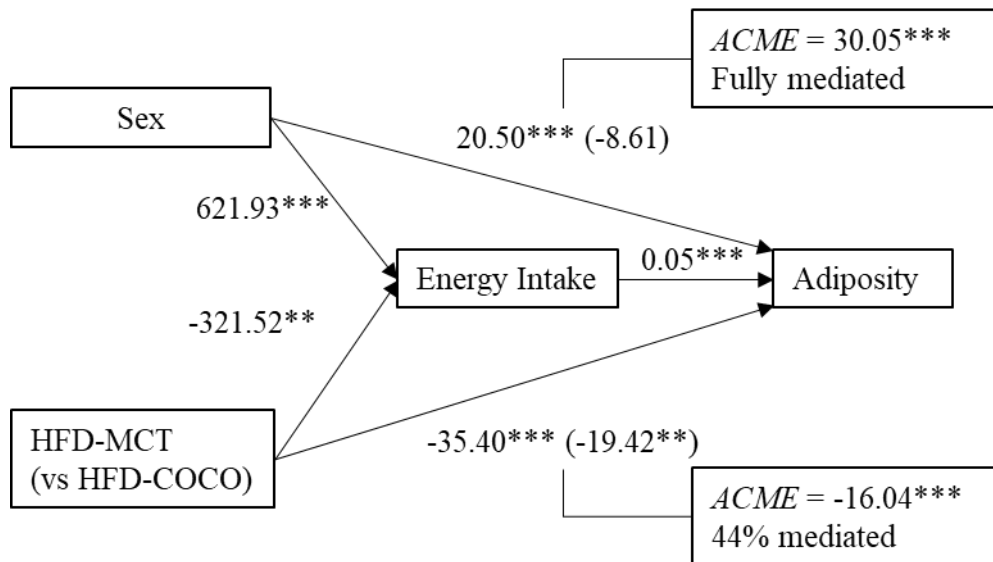 ACME = 30.05***
Fully mediated
Sex
20.50*** (-8.61)
621.93***
Energy Intake
0.05***
Adiposity
-321.52**
HFD-MCT
(vs HFD-COCO)
-35.40*** (-19.42**)
ACME = -16.04***
44% mediated